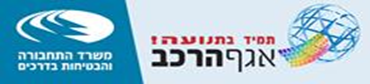 תמיד בתנועה!
אגף הרכב
משרד התחבורה
והבטיחות בדרכים